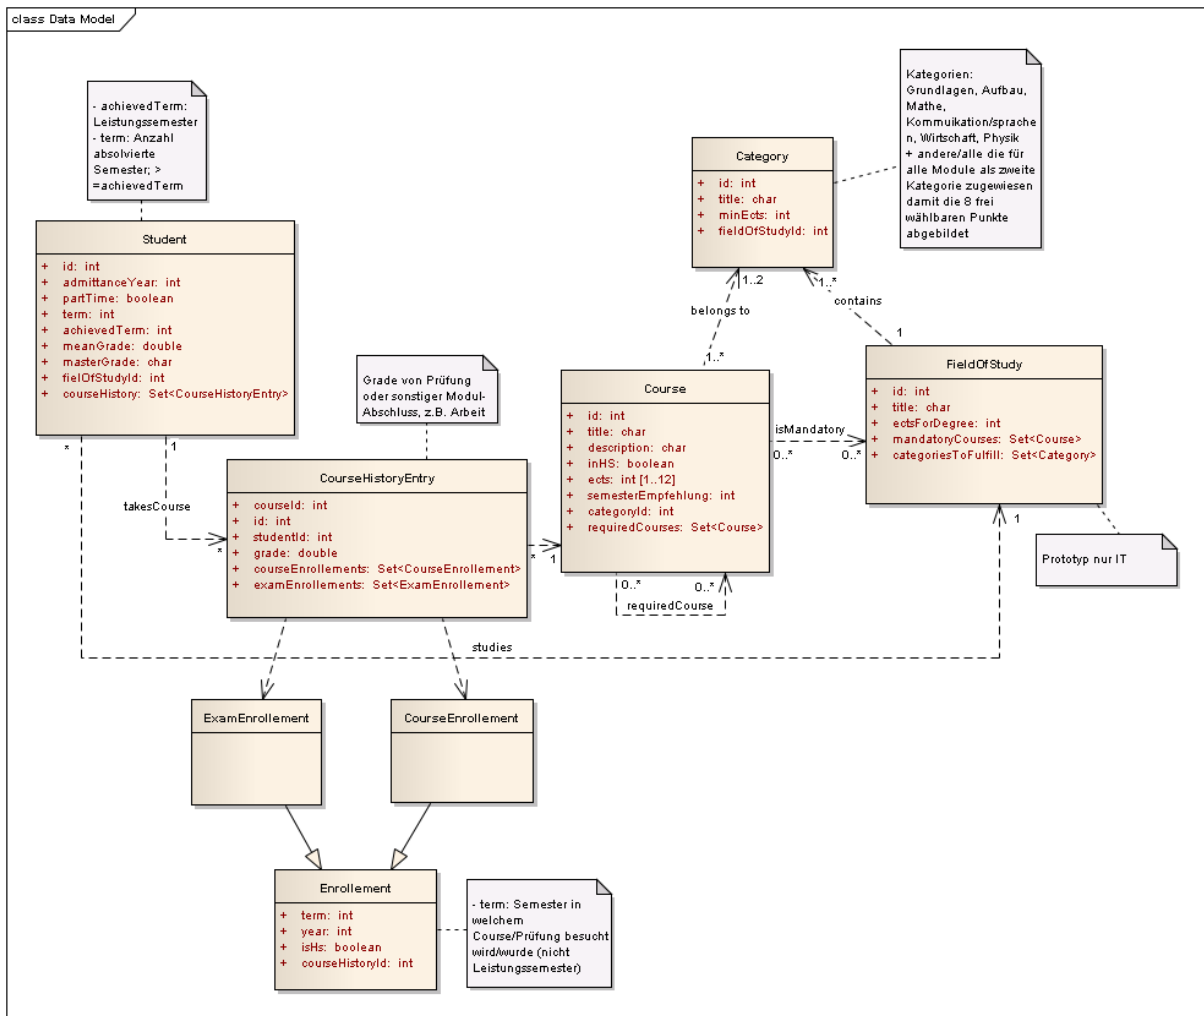 class Data Model
- achievedTerm:
Leistungssemester
- term: Anzahl
absolvierte
Semester; >
=achievedTerm
Kategorien:
Grundlagen, Aufbau,
Mathe,
Kommuikation/sprache
n, Wirtschaft, Physik
+ andere/alle die für
alle Module als zweite
Kategorie zugewiesen
damit die 8 frei
wählbaren Punkte
abgebildet
Category
+ id: int
+ title: char
+ minEcts: int
+ fieldOfStudyId: int
Student
+ id: int
+ admittanceYear: int
+ partTime: boolean
+ term: int
+ achievedTerm: int
+ meanGrade: double
+ masterGrade: char
+ fielOfStudyId: int
+ courseHistory: Set<CourseHistoryEntry>
1..2
1..*
belongs to
contains
1..*
1
Grade von Prüfung
oder sonstiger Modul-
Abschluss, z.B. Arbeit
Course
+ id: int
+ title: char
+ description: char
+ inHS: boolean
+ ects: int [1..12]
+ semesterEmpfehlung: int
+ categoryId: int
+ requiredCourses: Set<Course>
FieldOfStudy
+ id: int
+ title: char
+ ectsForDegree: int
+ mandatoryCourses: Set<Course>
+ categoriesToFulfill: Set<Category>
isMandatory
0..*
0..*
*
1
takesCourse
*
CourseHistoryEntry
+ courseId: int
+ id: int
+ studentId: int
+ grade: double
+ courseEnrollements: Set<CourseEnrollement>
+ examEnrollements: Set<ExamEnrollement>
*
1
0..*
0..*
requiredCourse
1
Prototyp nur IT
studies
ExamEnrollement
CourseEnrollement
Enrollement
+ term: int
+ year: int
+ isHs: boolean
+ courseHistoryId: int
- term: Semester in
welchem
Course/Prüfung besucht
wird/wurde (nicht
Leistungssemester)